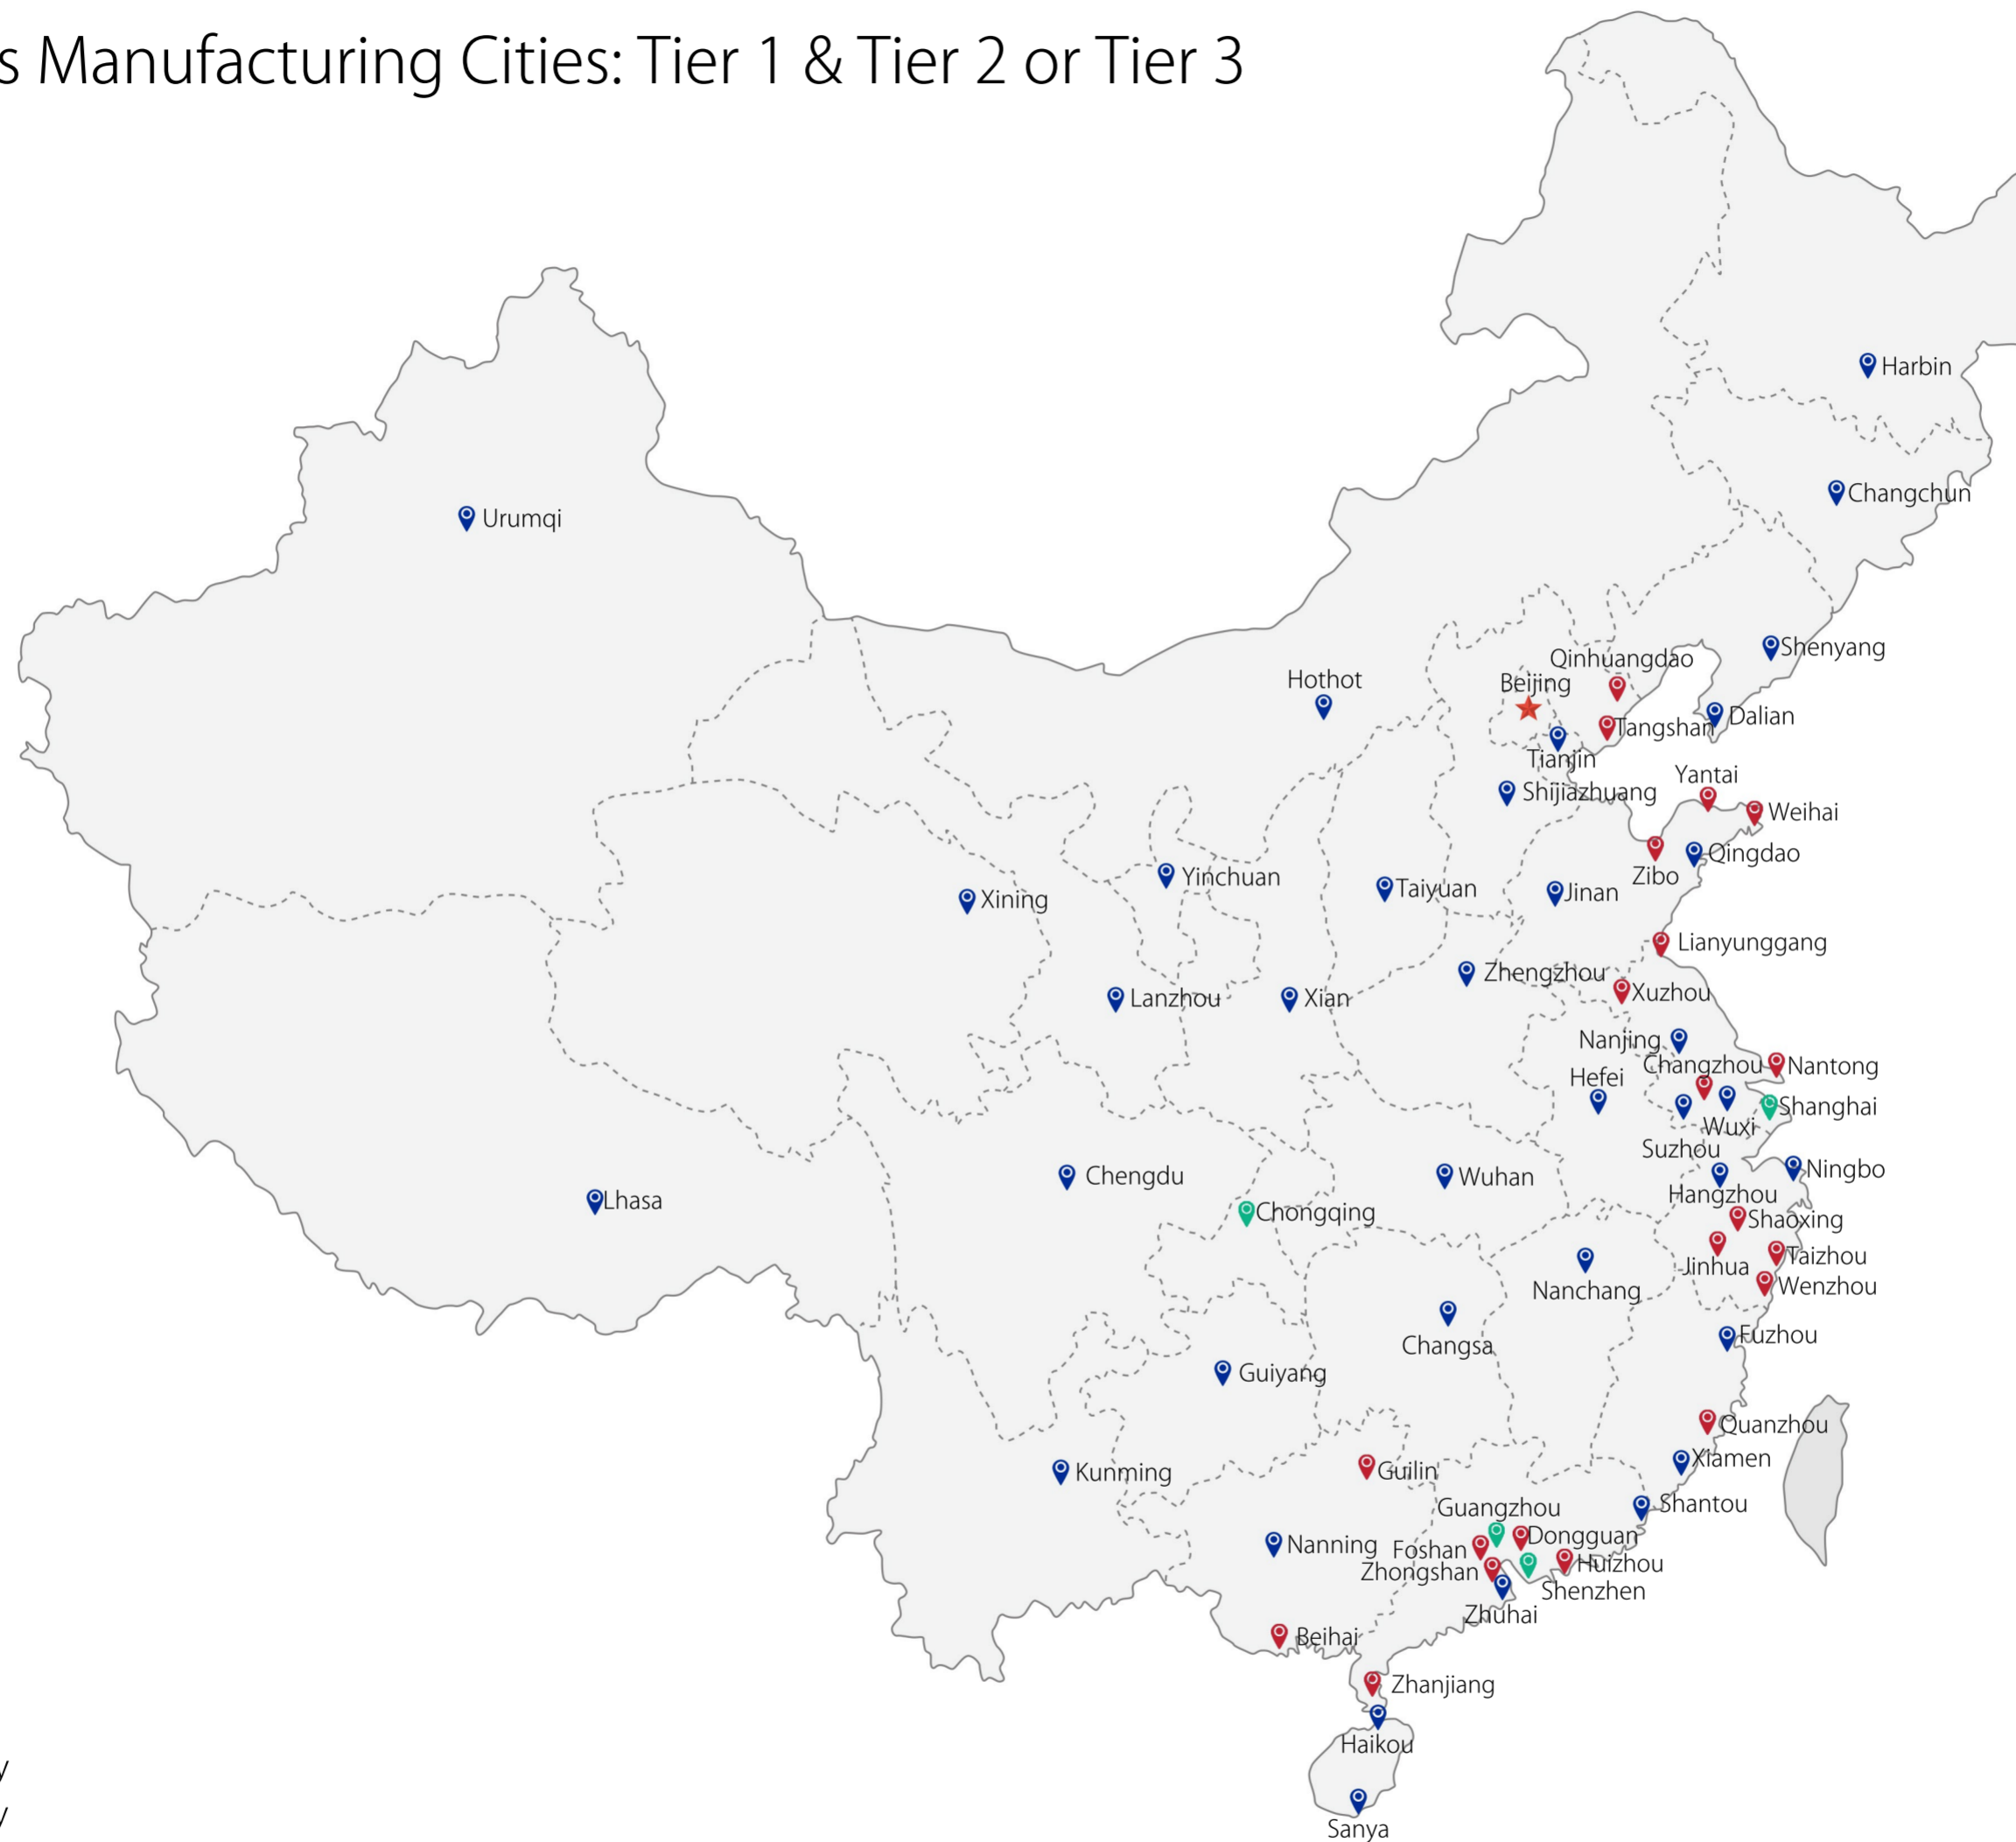 s Manufacturing Cities: Tier 1 & Tier 2 or Tier 3
Harbin
Changchun
Urumqi
Shenyang
Qinhuangdao
Hothot
Beijing
Dalian
Tangshan
Tianjin
Yantai
Shijiazhuang
Weihai
Qingdao
Zibo
Yinchuan
Taiyuan
Jinan
Xining
Lianyunggang
Zhengzhou
Xuzhou
Lanzhou
Xian
Nanjing
Changzhou
Nantong
Hefei
Shanghai
Wuxi
Suzhou
Ningbo
Chengdu
Wuhan
Hangzhou
Lhasa
Chongqing
Shaoxing
Taizhou
Jinhua
Wenzhou
Nanchang
Fuzhou
Changsa
Guiyang
Quanzhou
Xiamen
Kunming
Guilin
Shantou
Guangzhou
Dongguan
Nanning
Foshan
Huizhou
Zhongshan
Shenzhen
Zhuhai
Beihai
Zhanjiang
Haikou
y
y
Sanya